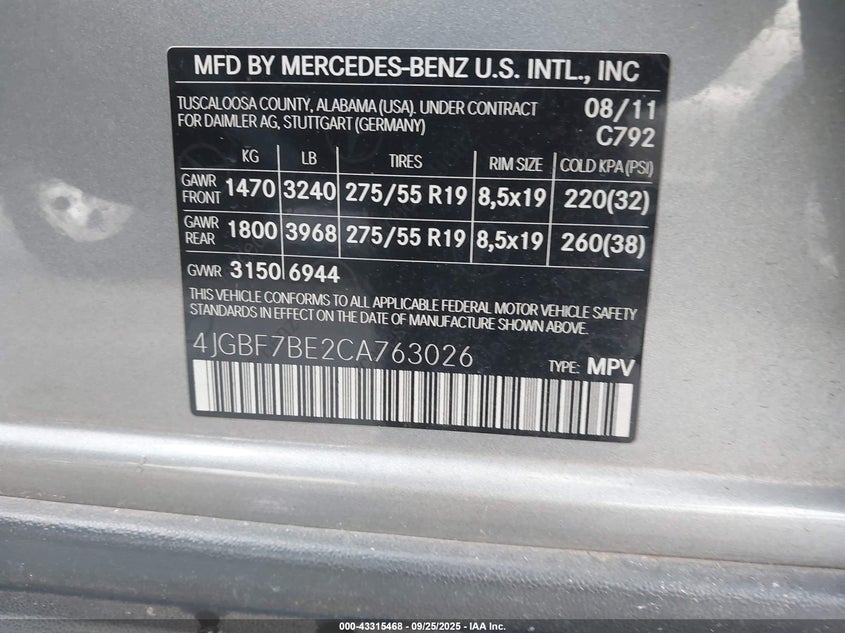 MFD BY MERCEDES-BENZ U.S. INTL., INC
TUSCALOOSA COUNTY, ALABAMA (USA). UNDER CONTRACT 08/11
FOR DAIMLER AG, STUTTGART (GERMANY) C792
KG LB TIRES RIM SIZE COLD KPA (PSI)
GAWR FRONT 1470 3240 275/55 R19 8,5x19 220(32)
GAWR REAR 1800 3968 275/55 R19 8,5x19 260(38)
GVWR 3150 6944
THIS VEHICLE CONFORMS TO ALL APPLICABLE FEDERAL MOTOR VEHICLE SAFETY
STANDARDS IN EFFECT ON THE DATE OF MANUFACTURE SHOWN ABOVE.
4JGBF7BE2CA763026 TYPE: MPV
000-43315468 - 09/25/2025 - IAA Inc.